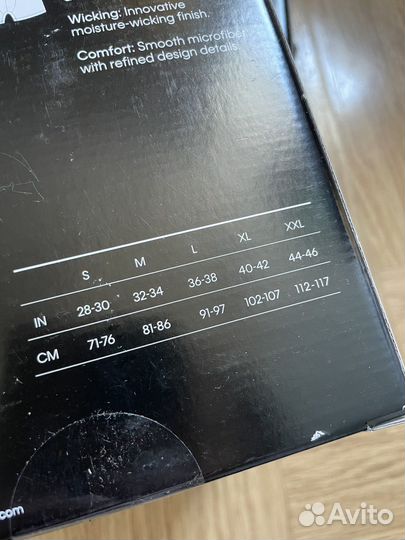 Wicking: Innovative
moisture-wicking finish.
Comfort: Smooth microfiber
with refined design details
S M L XL XXL
IN 28-30 32-34 36-38 40-42 44-46
CM 71-76 81-86 91-97 102-107 112-117
.com
Avito